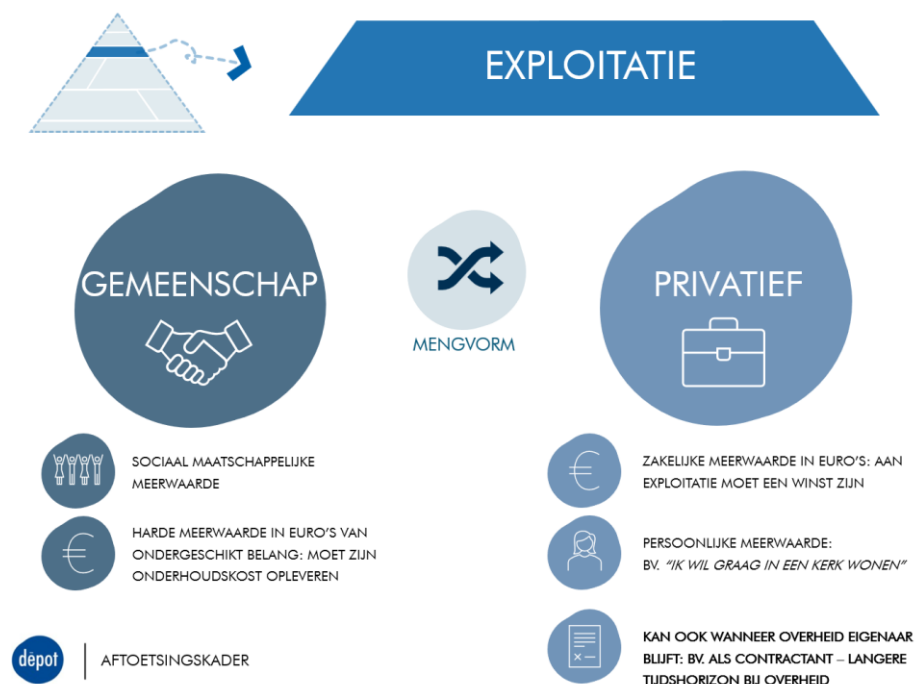 EXPLOITATIE
GEMEENSCHAP
MENGVORM
PRIVATIEF
SOCIAAL MAATSCHAPPELIJKE
MEERWAARDE
HARDE MEERWAARDE IN EURO'S VAN
ONDERGESCHIKT BELANG: MOET ZIJN
ONDERHOUDSKOST OPLEVEREN
ZAKELIJKE MEERWAARDE IN EURO'S: AAN
EXPLOITATIE MOET EEN WINST ZIJN
PERSOONLIJKE MEERWAARDE:
BV. "IK WIL GRAAG IN EEN KERK WONEN"
KAN OOK WANNEER OVERHEID EIGENAAR
BLIJFT: BV. ALS CONTRACTANT – LANGERE
TIJDSHORIZON BIJ OVERHEID
dēpot
AFTOETSINGSKADER